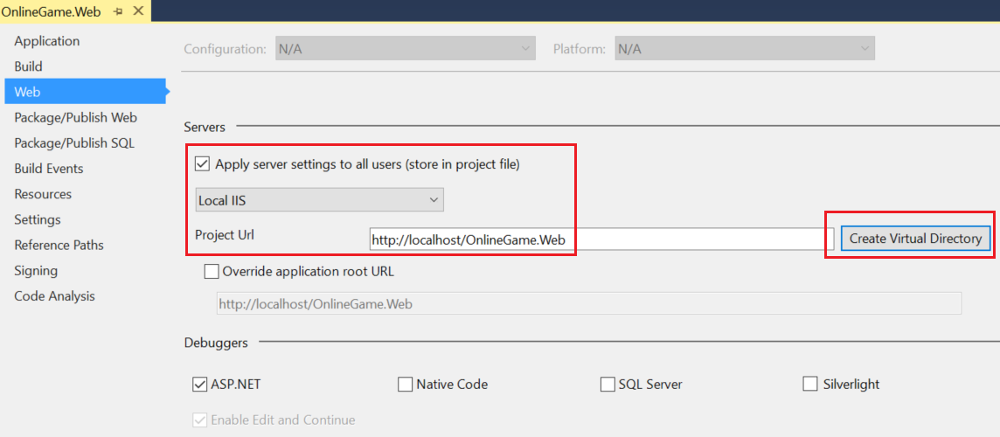 OnlineGame.Web
Application
Build
Web
Package/Publish Web
Package/Publish SQL
Build Events
Resources
Settings
Reference Paths
Signing
Code Analysis
Configuration: N/A Platform: N/A
Servers
Apply server settings to all users (store in project file)
Local IIS
Project Url http://localhost/OnlineGame.Web Create Virtual Directory
Override application root URL
http://localhost/OnlineGame.Web
Debuggers
ASP.NET Native Code SQL Server Silverlight
Enable Edit and Continue